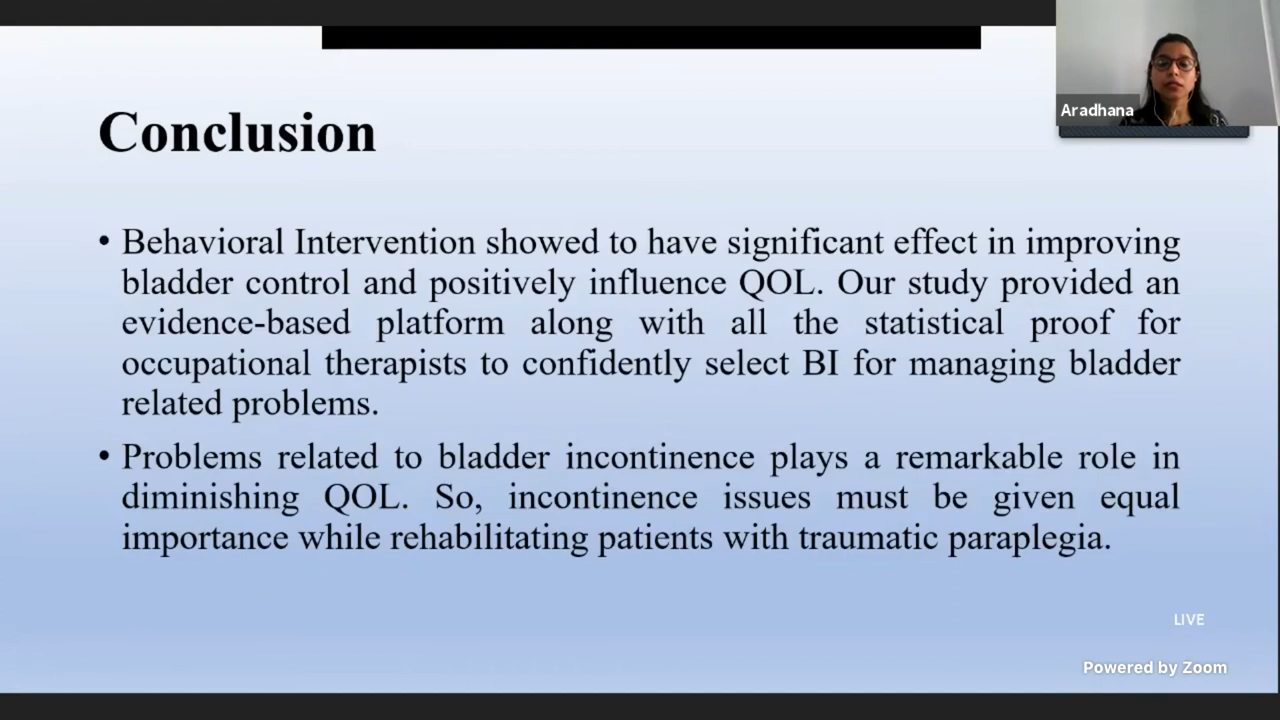 Aradhana
Conclusion
• Behavioral Intervention showed to have significant effect in improving
bladder control and positively influence QOL. Our study provided an
evidence-based platform along with all the statistical proof for
occupational therapists to confidently select BI for managing bladder
related problems.
• Problems related to bladder incontinence plays a remarkable role in
diminishing QOL. So, incontinence issues must be given equal
importance while rehabilitating patients with traumatic paraplegia.
LIVE
Powered by Zoom